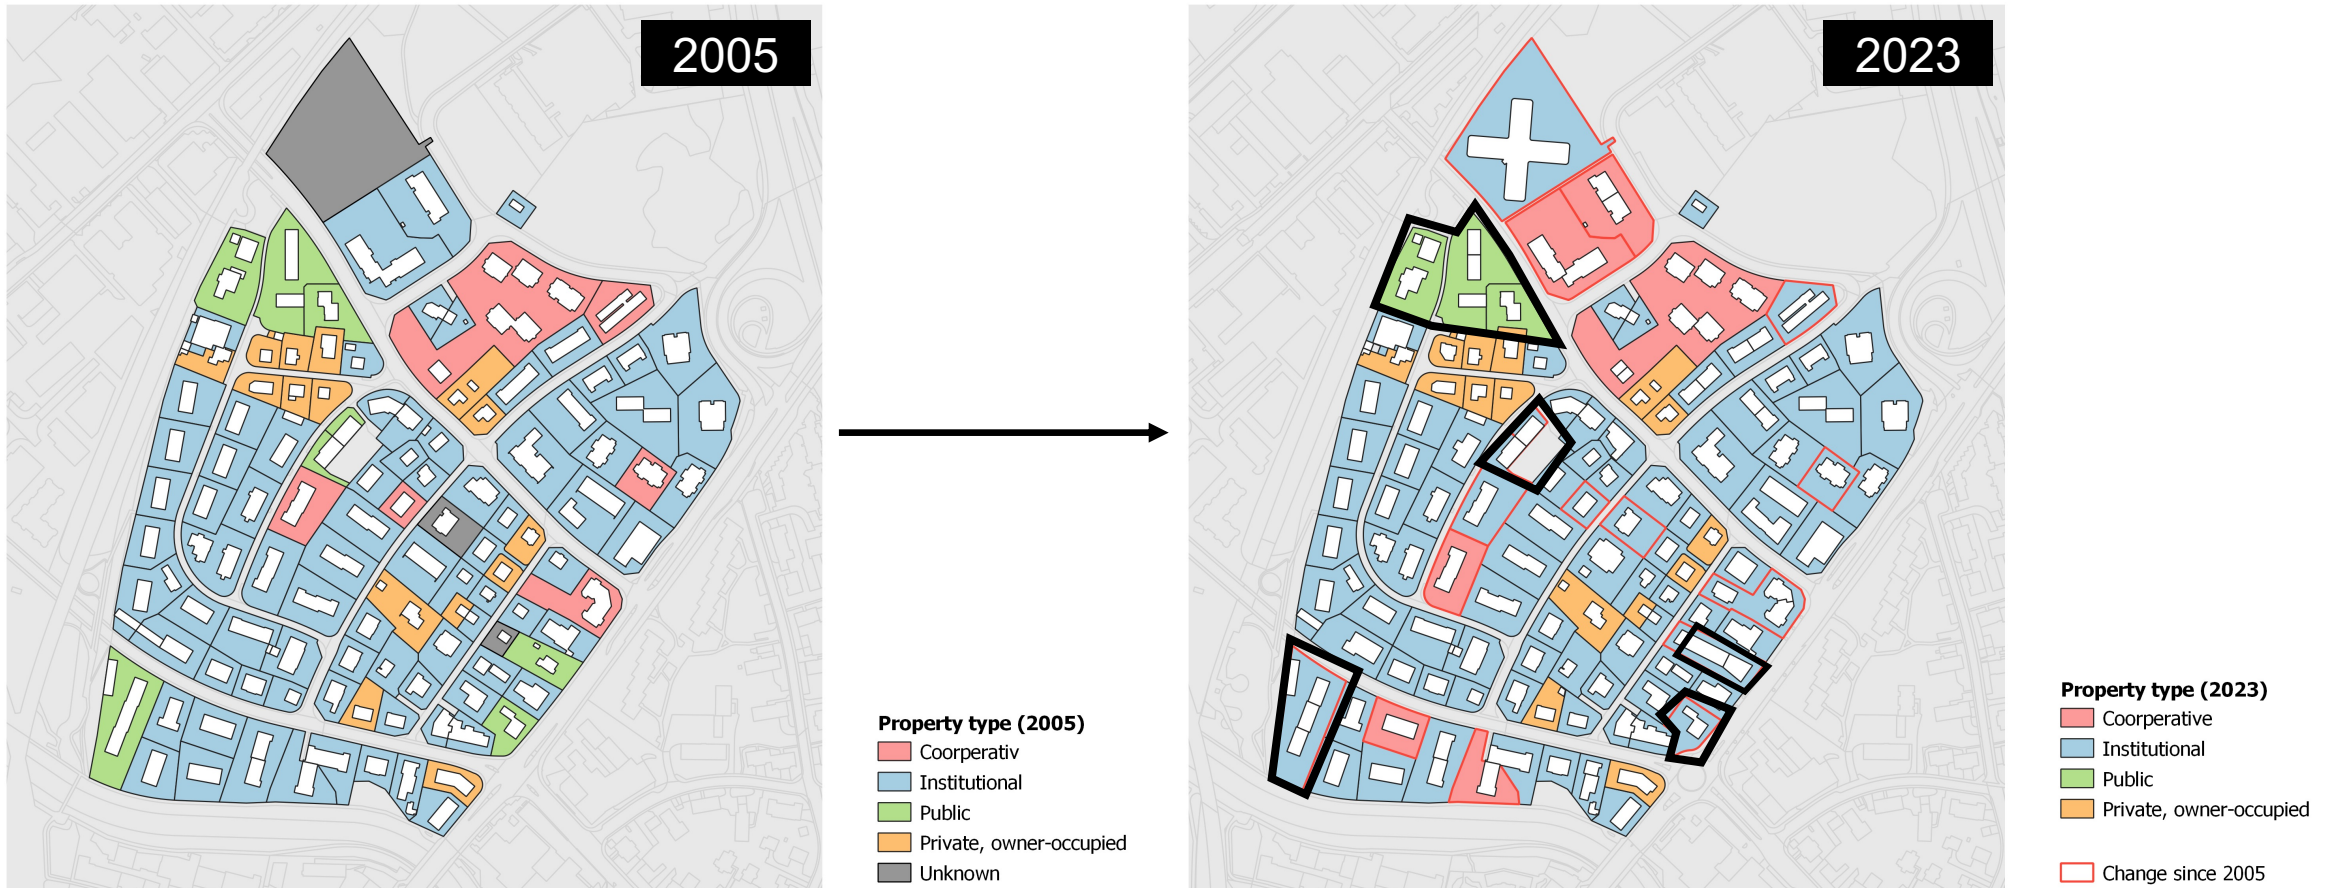 2005
2023
Property type (2005)
Coorperativ
Institutional
Public
Private, owner-occupied
Unknown
Property type (2023)
Coorperative
Institutional
Public
Private, owner-occupied
Change since 2005